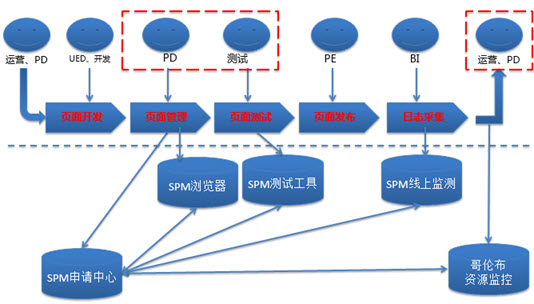 运营、PD
UED、开发
PD
测试
PE
BI
运营、PD
页面开发
页面管理
页面测试
页面发布
日志采集
SPM浏览器
SPM测试工具
SPM线上监测
SPM申请中心
哥伦布
资源监控